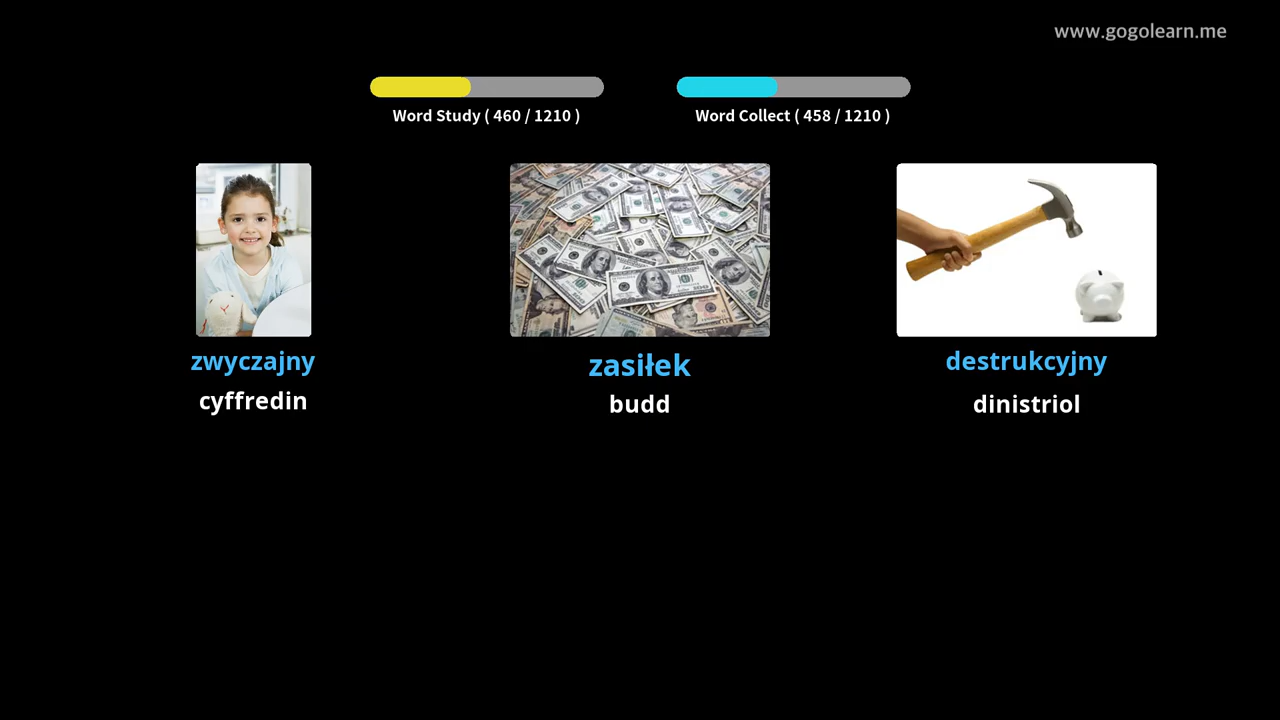 www.gogolearn.me
Word Study ( 460 / 1210 )
Word Collect ( 458 / 1210 )
zwyczajny
cyffredin
zasiłek
budd
destrukcyjny
dinistriol